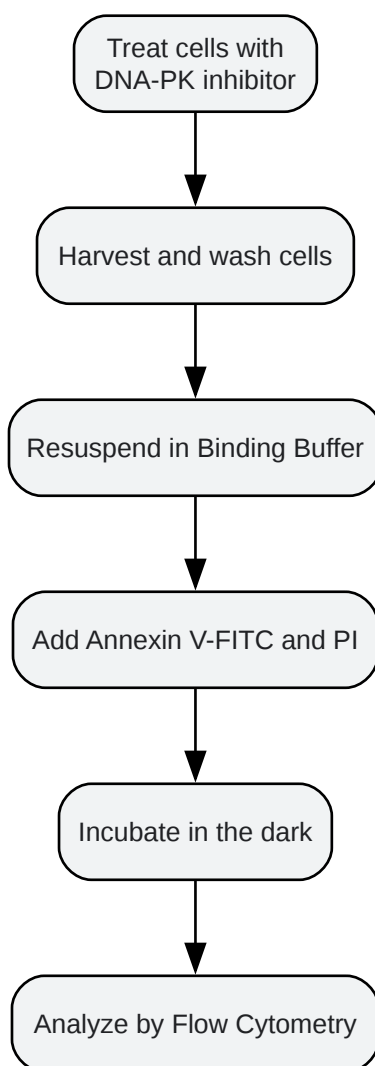 Treat cells with
DNA-PK inhibitor
Harvest and wash cells
Resuspend in Binding Buffer
Add Annexin V-FITC and PI
Incubate in the dark
Analyze by Flow Cytometry